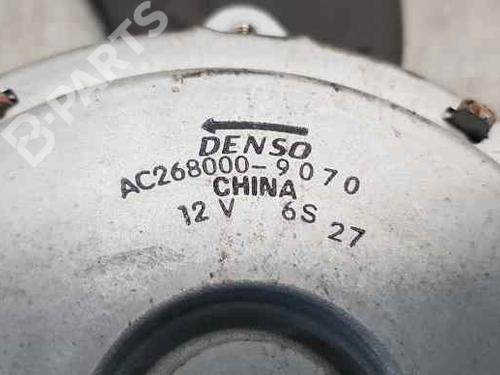 B-PARTS
DENSO
AC268000-9070
CHINA
12 V 6S 27